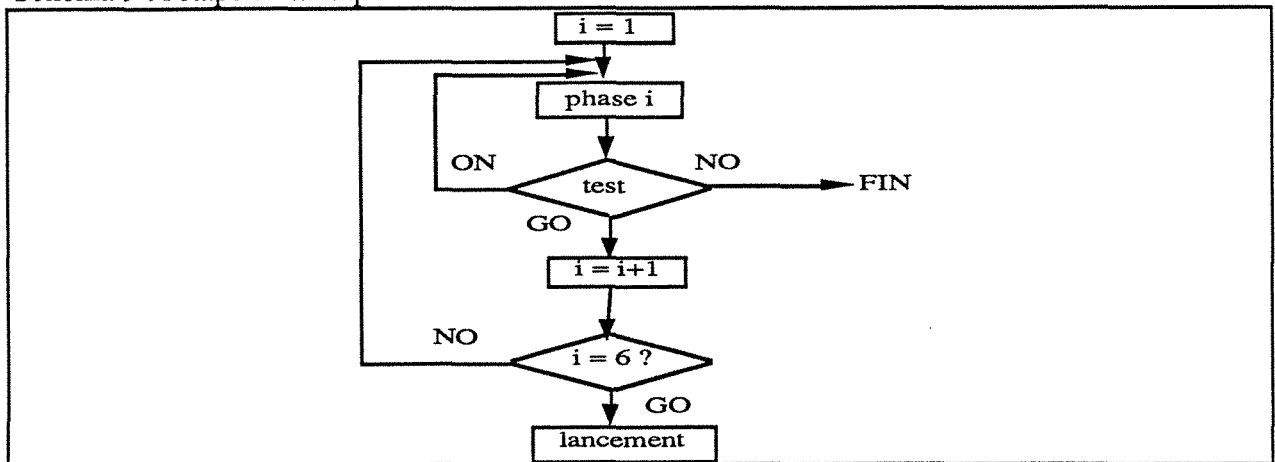 i = 1
phase i
ON
NO
test
FIN
GO
i = i+1
NO
i = 6 ?
GO
lancement